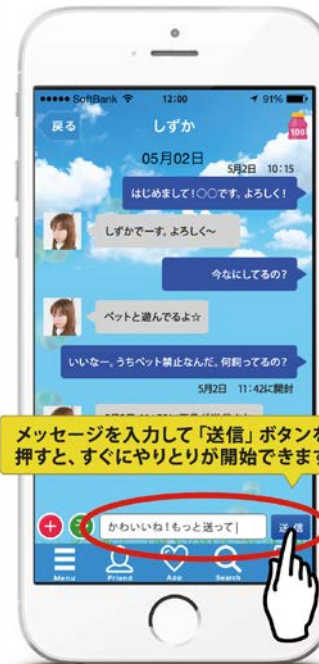 SoftBank 12:00 91%
戻る しずか 100
05月02日
5月2日 10:15
はじめまして!○○です。よろしく!
しずかでーす。よろしく〜
今なにしてるの?
ペットと遊んでるよ☆
いいなー。うちペット禁止なんだ。何飼ってるの?
5月2日 11:42に開封
メッセージを入力して「送信」ボタンを
押すと、すぐにやりとりが開始できます
かわいいね!もっと送って 送信
Menu Friend App Search